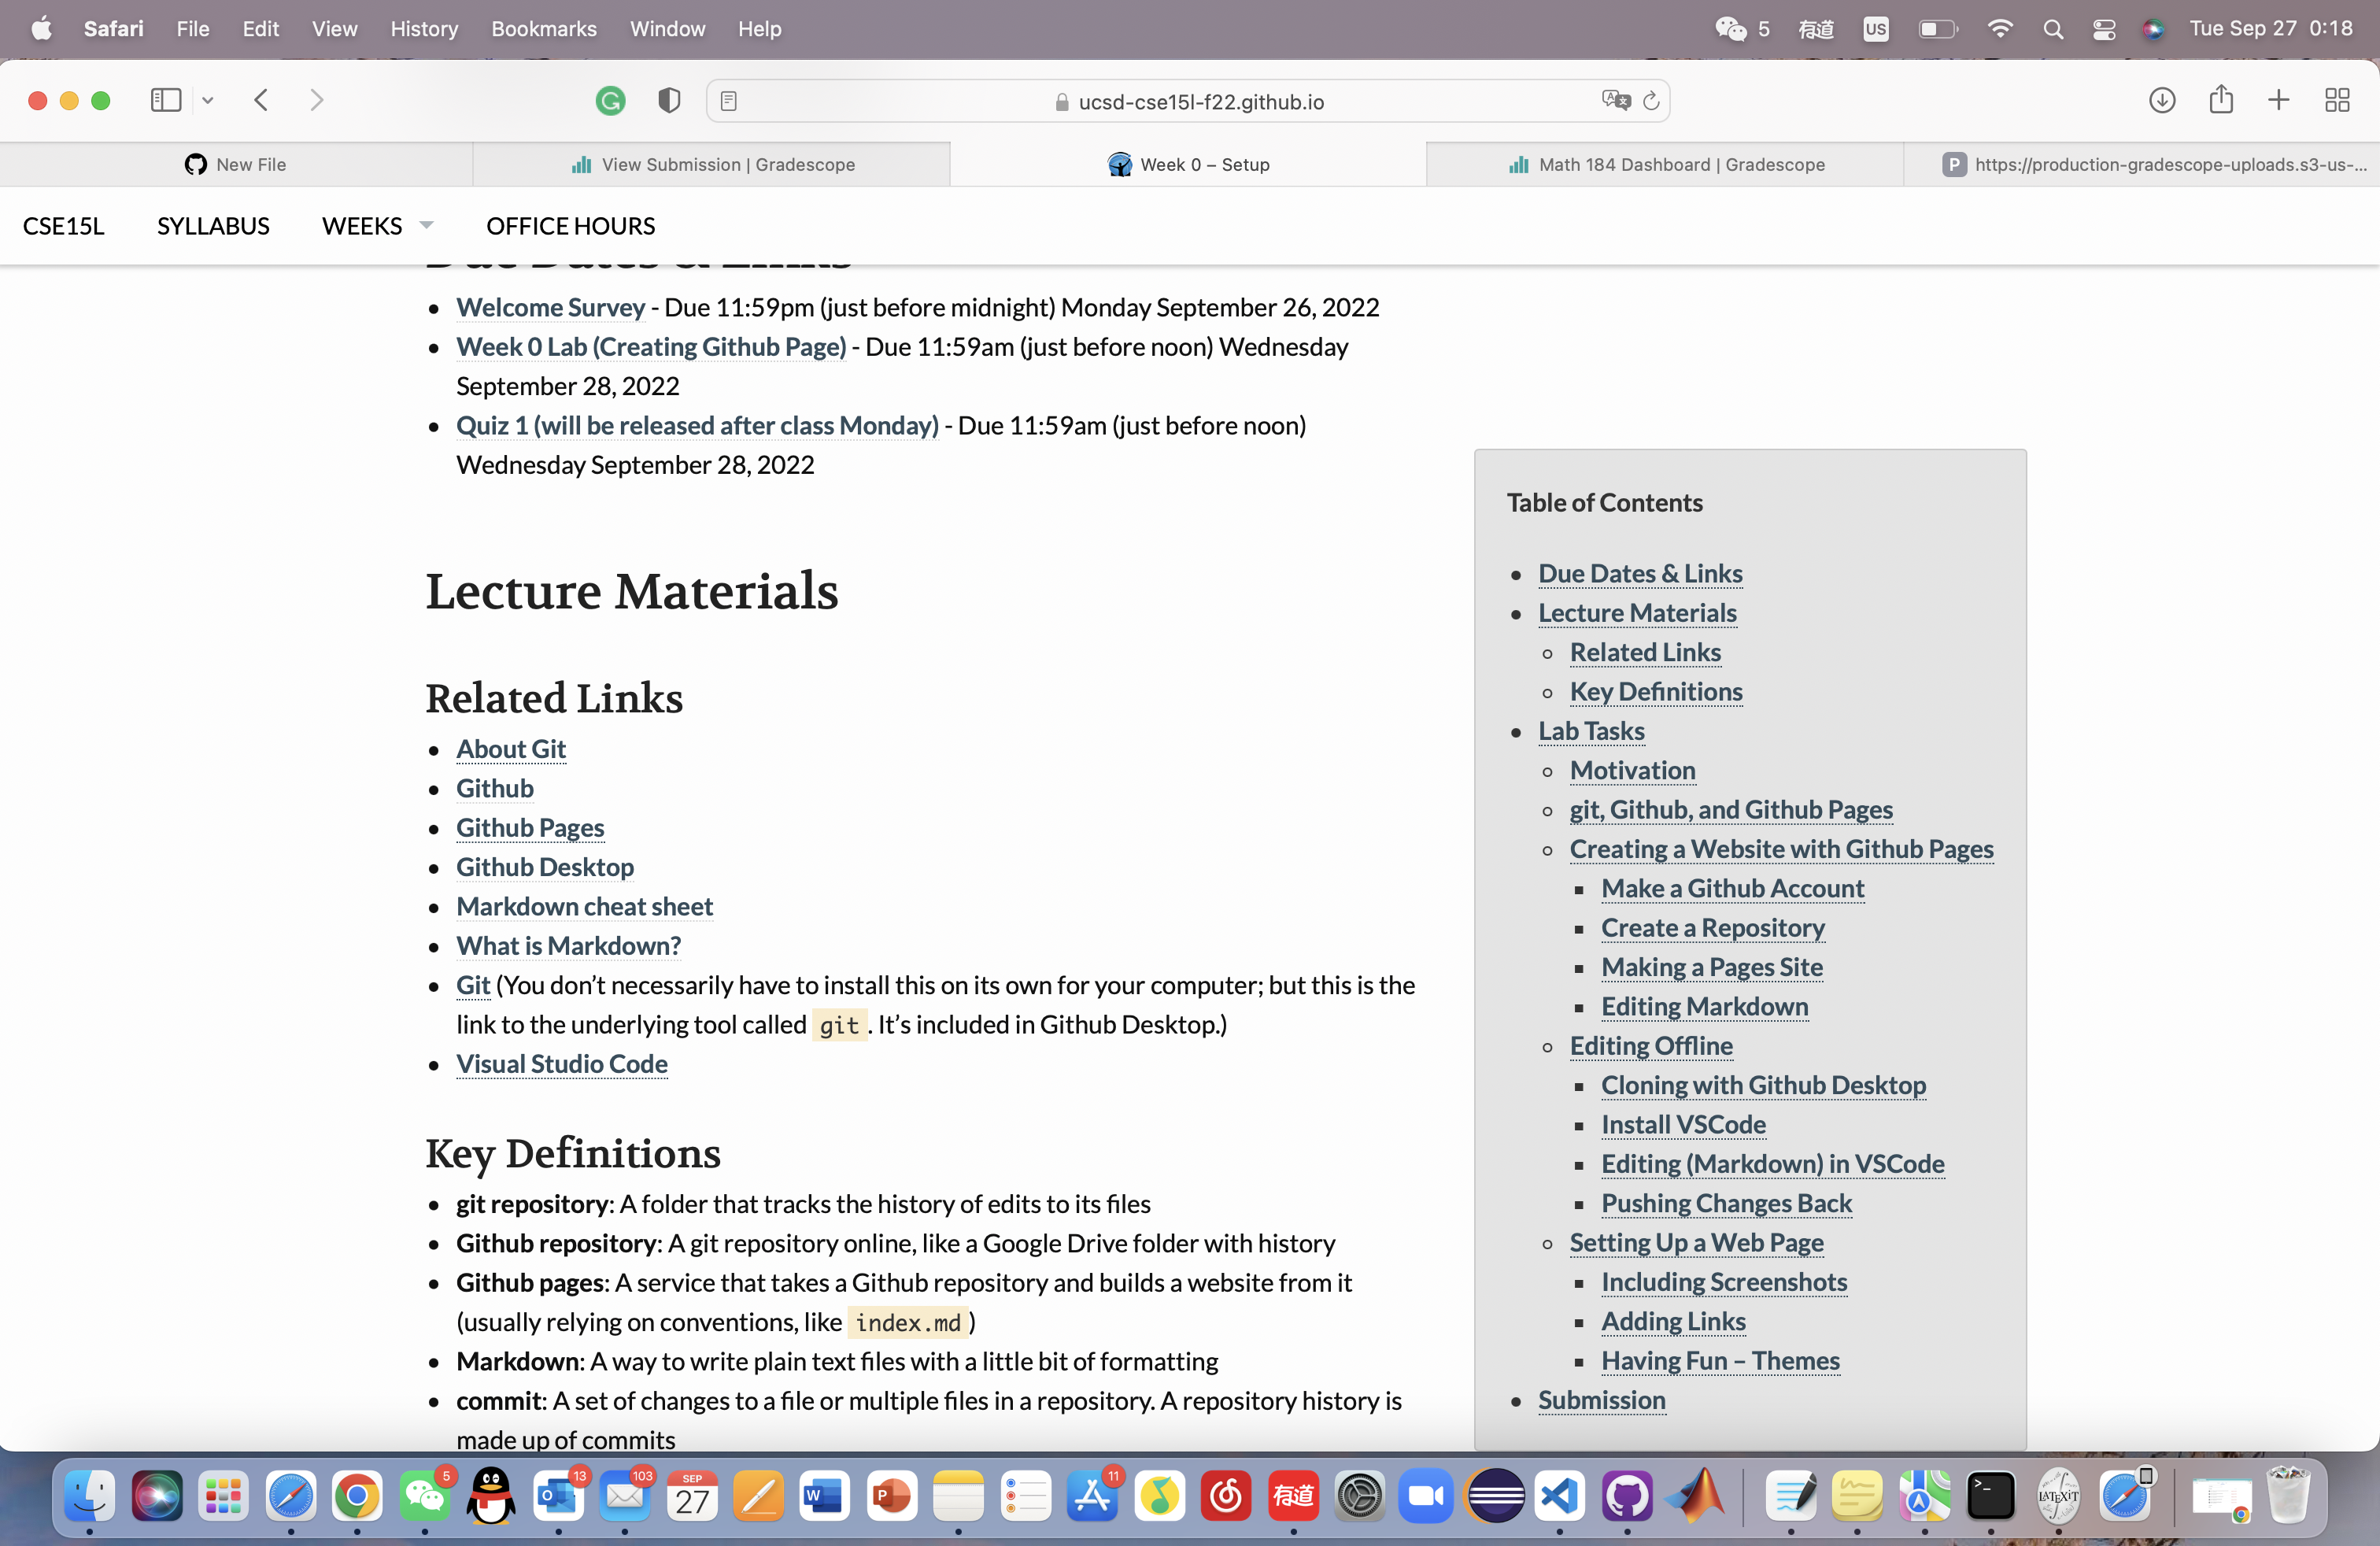 Safari File Edit View History Bookmarks Window Help 5 有道 US Tue Sep 27 0:18
ucsd-cse15l-f22.github.io
New File View Submission | Gradescope Week 0 – Setup Math 184 Dashboard | Gradescope P https://production-gradescope-uploads.s3-us-...
CSE15L SYLLABUS WEEKS OFFICE HOURS
Due Dates & Links
Welcome Survey - Due 11:59pm (just before midnight) Monday September 26, 2022
Week 0 Lab (Creating Github Page) - Due 11:59am (just before noon) Wednesday
September 28, 2022
Quiz 1 (will be released after class Monday) - Due 11:59am (just before noon)
Wednesday September 28, 2022
Lecture Materials
Related Links
About Git
Github
Github Pages
Github Desktop
Markdown cheat sheet
What is Markdown?
Git (You don’t necessarily have to install this on its own for your computer; but this is the
link to the underlying tool called git . It’s included in Github Desktop.)
Visual Studio Code
Key Definitions
git repository: A folder that tracks the history of edits to its files
Github repository: A git repository online, like a Google Drive folder with history
Github pages: A service that takes a Github repository and builds a website from it
(usually relying on conventions, like index.md )
Markdown: A way to write plain text files with a little bit of formatting
commit: A set of changes to a file or multiple files in a repository. A repository history is
made up of commits
Table of Contents
Due Dates & Links
Lecture Materials
Related Links
Key Definitions
Lab Tasks
Motivation
git, Github, and Github Pages
Creating a Website with Github Pages
Make a Github Account
Create a Repository
Making a Pages Site
Editing Markdown
Editing Offline
Cloning with Github Desktop
Install VSCode
Editing (Markdown) in VSCode
Pushing Changes Back
Setting Up a Web Page
Including Screenshots
Adding Links
Having Fun – Themes
Submission
5 13 103 SEP 27 W P 11 有道 LATEXiT